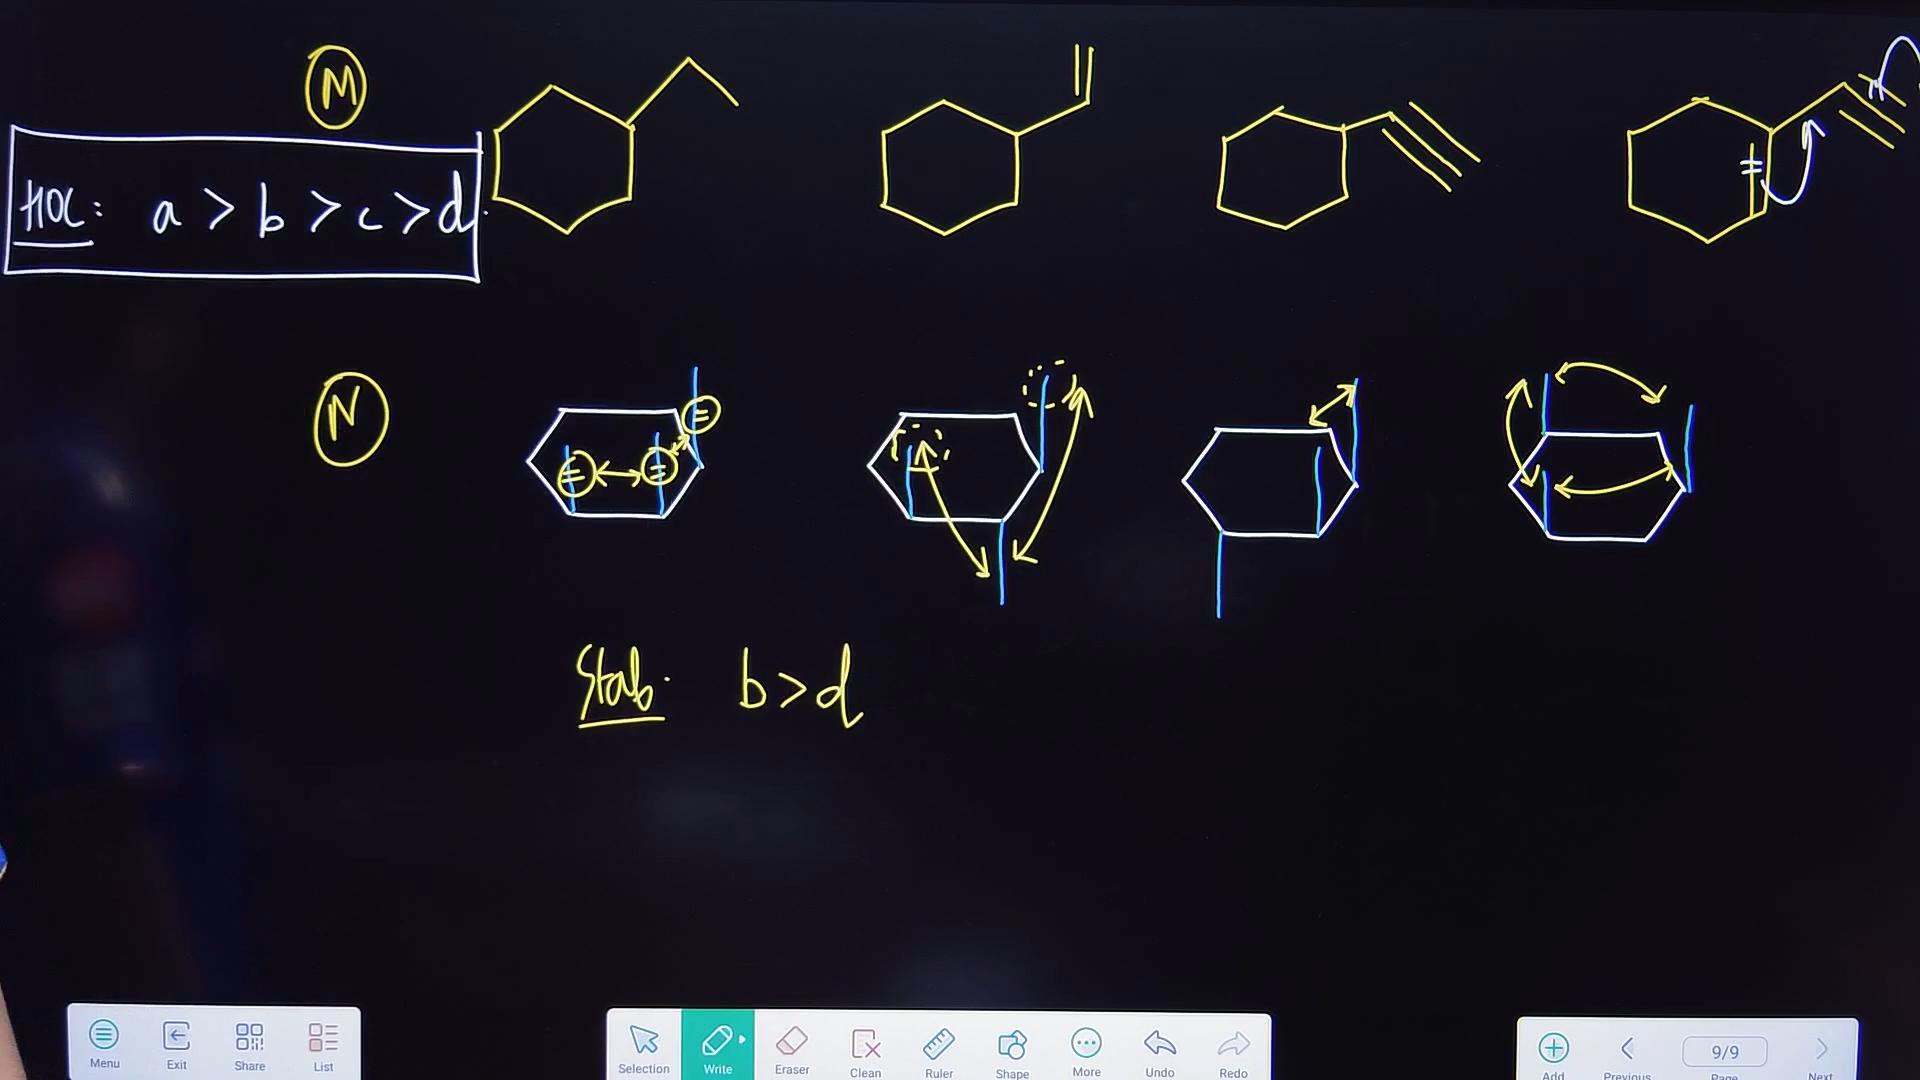 M
HOC: a > b > c > d.
N
Stab. b > d
Menu
Exit
Share
List
Selection
Write
Eraser
Clean
Ruler
Shape
More
Undo
Redo
Add
Previous
9/9
Page
Next